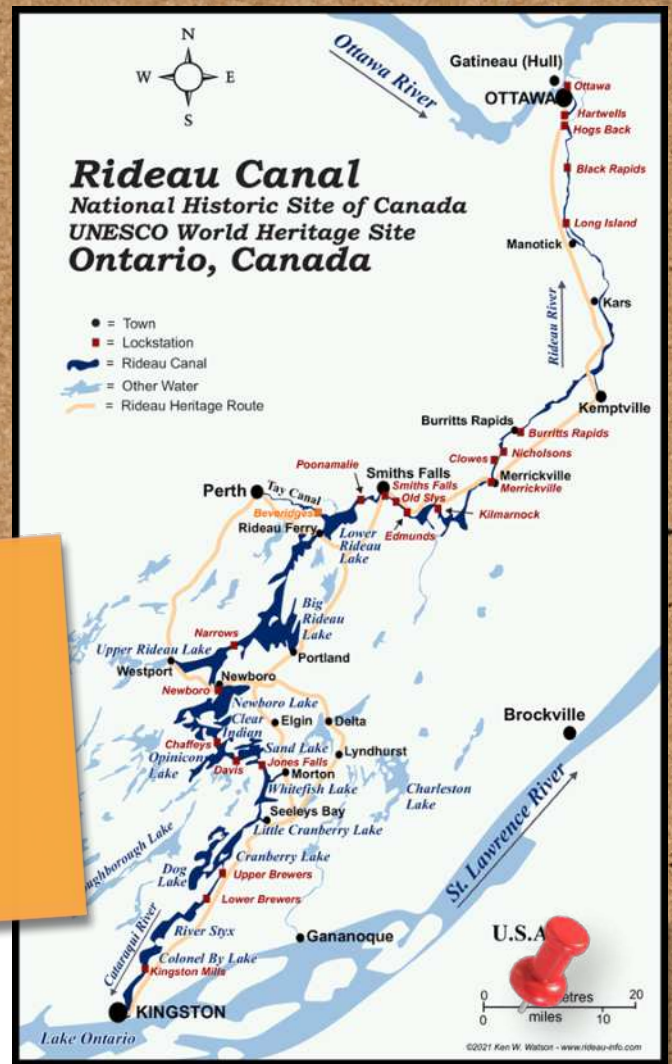 N
W
E
S
Ottawa River
Gatineau (Hull)
Ottawa
OTTAWA
Hartwells
Hogs Back
Black Rapids
Long Island
Manotick
Kars
Rideau River
Kemptville
Rideau Canal
National Historic Site of Canada
UNESCO World Heritage Site
Ontario, Canada
= Town
= Lockstation
= Rideau Canal
= Other Water
= Rideau Heritage Route
Burritts Rapids
Burritts Rapids
Nicholsons
Clowes
Merrickville
Merrickville
Poonamalie
Smiths Falls
Smiths Falls
Old Slys
Edmunds
Kilmarnock
Perth
Tay Canal
Beveridges
Rideau Ferry
Lower
Rideau
Lake
Big
Rideau
Lake
Narrows
Upper Rideau Lake
Portland
Westport
Newboro
Newboro
Newboro Lake
Clear
Indian
Elgin
Delta
Brockville
Chaffeys
Sand Lake
Lyndhurst
Opinicon
Lake
Davis
Jones Falls
Morton
Whitefish Lake
Charleston
Lake
Seeleys Bay
Little Cranberry Lake
St. Lawrence River
Lake
Cranberry Lake
Dog
Lake
Upper Brewers
Lower Brewers
River Styx
Gananoque
Cataraqui River
Colonel By Lake
Kingston Mills
KINGSTON
Lake Ontario
0
20
miles
©2021 Ken W. Watson - www.rideau-info.com